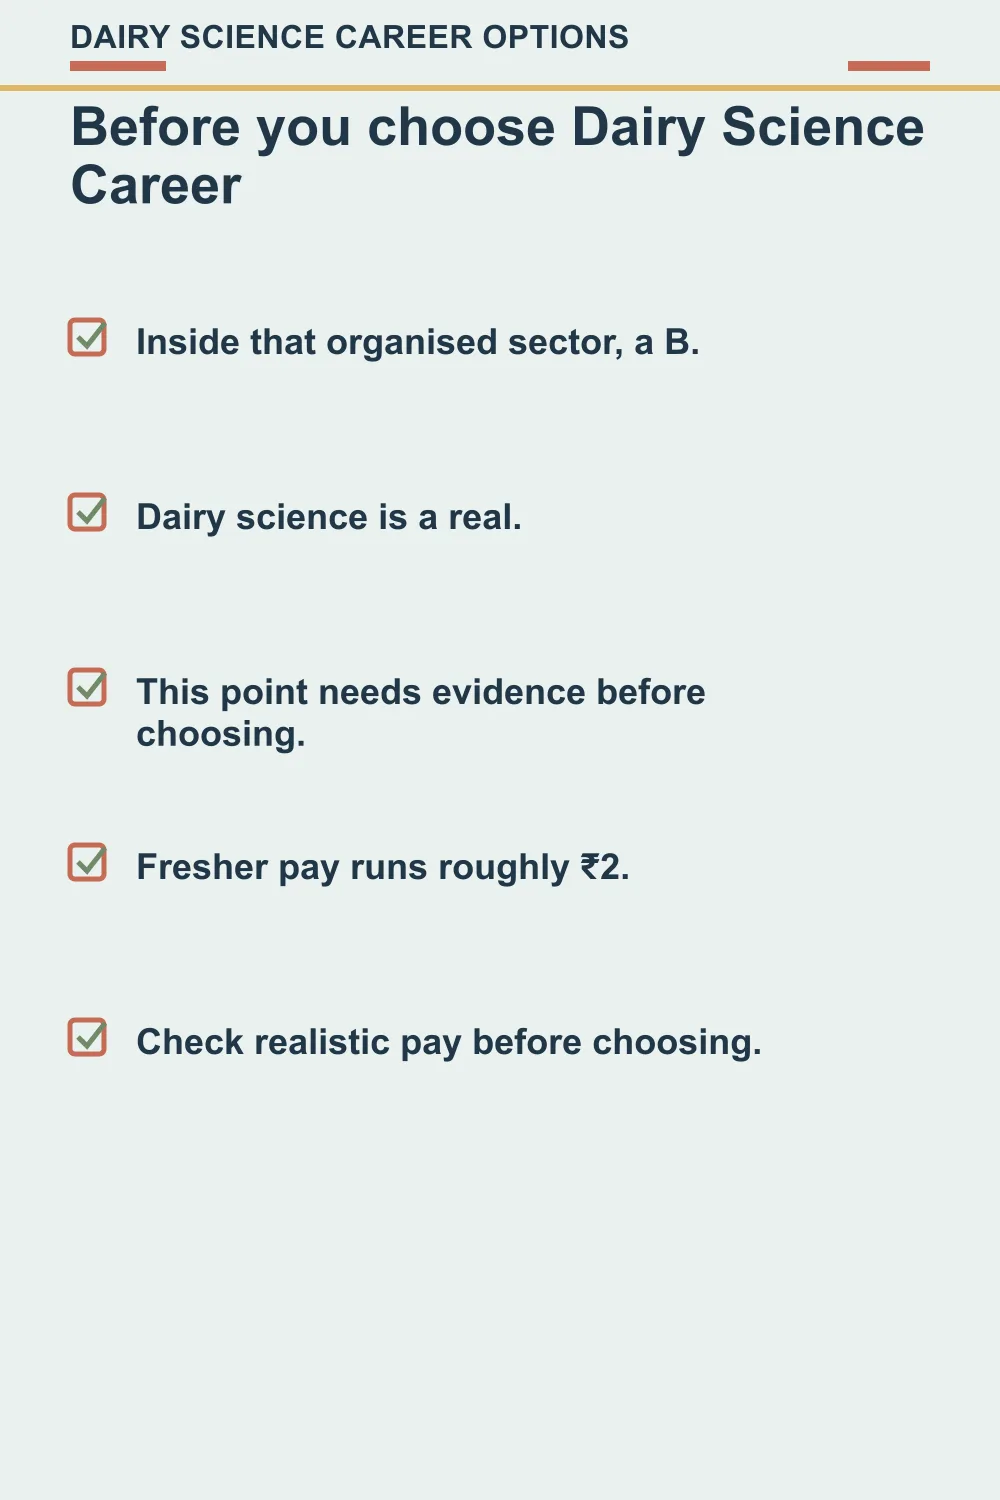 DAIRY SCIENCE CAREER OPTIONS
Before you choose Dairy Science
Career
Inside that organised sector, a B.
Dairy science is a real.
This point needs evidence before
choosing.
Fresher pay runs roughly ₹2.
Check realistic pay before choosing.